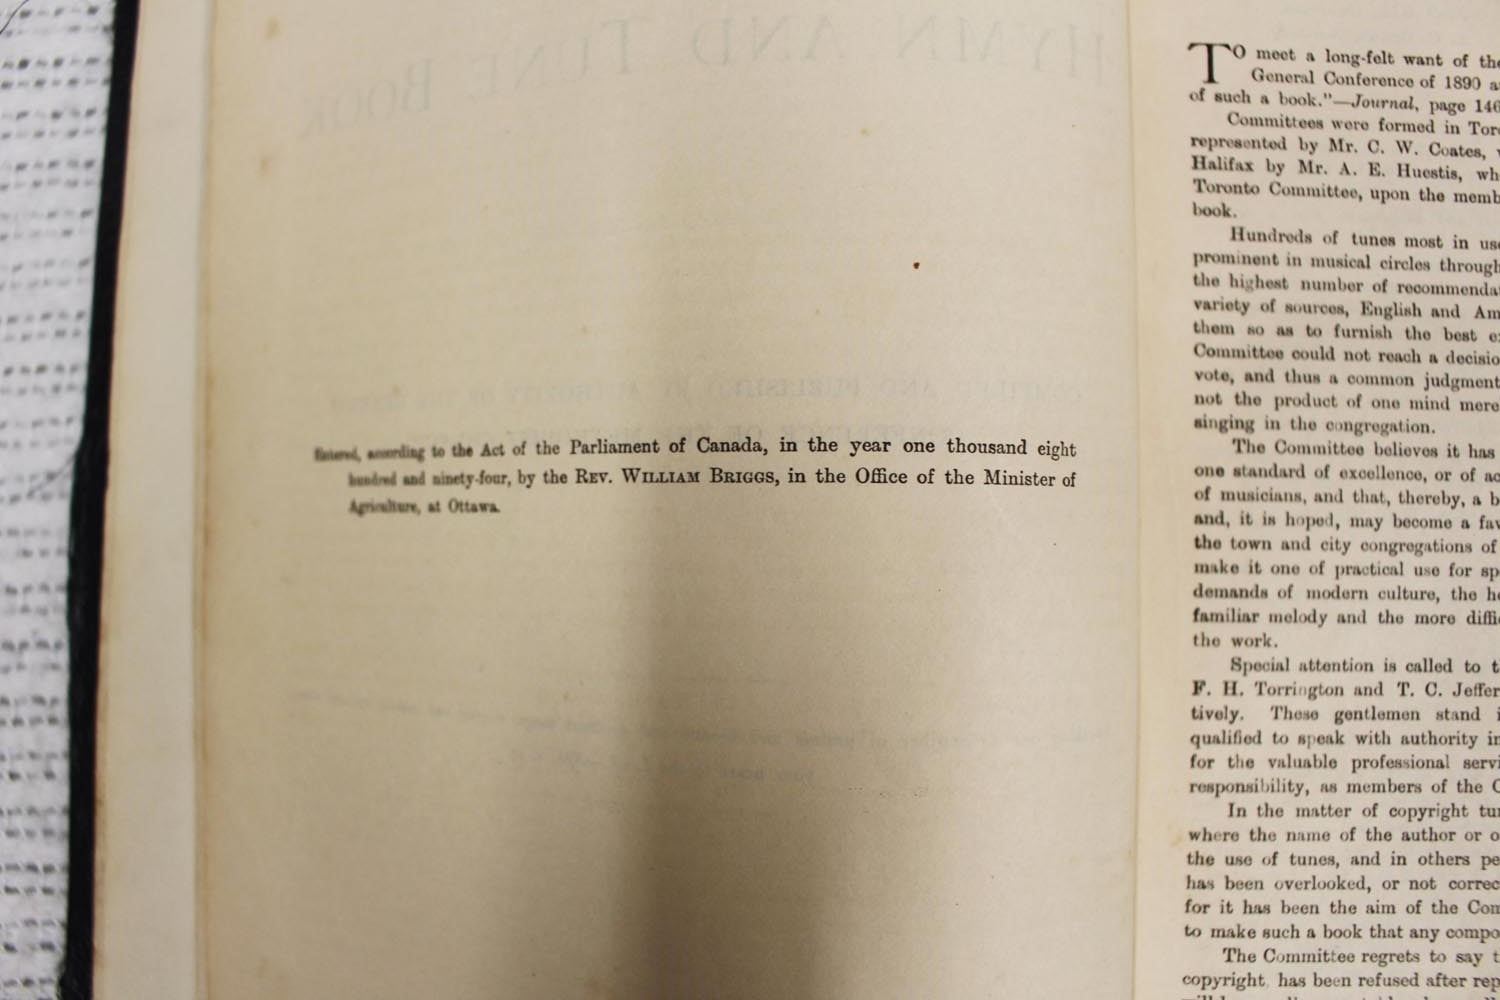 Entered, according to the Act of the Parliament of Canada, in the year one thousand eight
hundred and ninety-four, by the REV. WILLIAM BRIGGS, in the Office of the Minister of
Agriculture, at Ottawa.
TO meet a long-felt want of the
General Conference of 1890
of such a book."—Journal, page 146
Committees were formed in
represented by Mr. C. W. Coates,
Halifax by Mr. A. E. Huestis,
Toronto Committee, upon the
book.
Hundreds of tunes most in
prominent in musical circles
the highest number of
variety of sources, English and
them so as to furnish the best
Committee could not reach a
vote, and thus a common judgment
not the product of one mind
singing in the congregation.
The Committee believes it has
one standard of excellence, or of
of musicians, and that, thereby, a
and, it is hoped, may become a
the town and city congregations of
make it one of practical use for
demands of modern culture, the
familiar melody and the more
the work.
Special attention is called to
F. H. Torrington and T. C.
tively. These gentlemen stand
qualified to speak with authority
for the valuable professional
responsibility, as members of the
In the matter of copyright
where the name of the author or
the use of tunes, and in others
has been overlooked, or not
for it has been the aim of the
to make such a book that any
The Committee regrets to say
copyright has been refused after